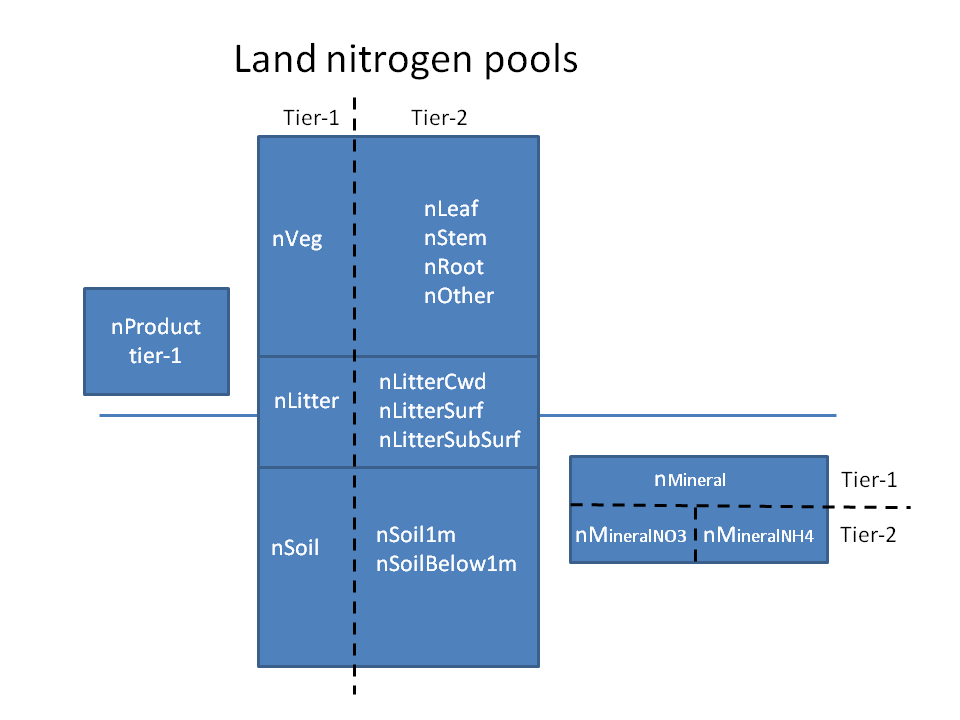 Land nitrogen pools
Tier-1
Tier-2
nVeg
nLeaf
nStem
nRoot
nOther
nProduct
tier-1
nLitter
nLitterCwd
nLitterSurf
nLitterSubSurf
nSoil
nSoil1m
nSoilBelow1m
nMineral
Tier-1
nMineralNO3
nMineralNH4
Tier-2